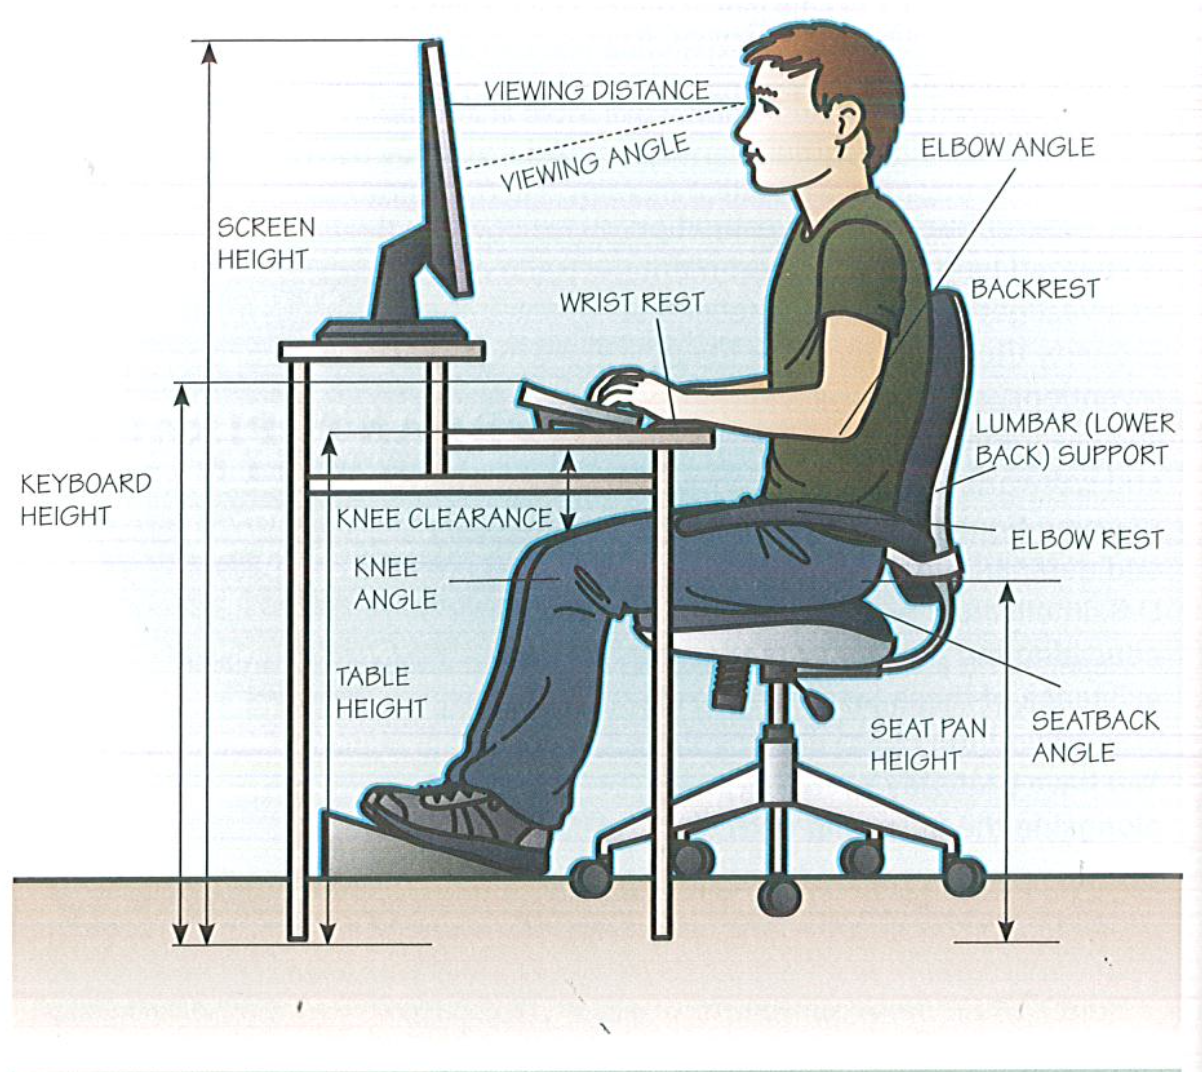 VIEWING DISTANCE
VIEWING ANGLE
ELBOW ANGLE
SCREEN
HEIGHT
WRIST REST
BACKREST
LUMBAR (LOWER
BACK) SUPPORT
KEYBOARD
HEIGHT
KNEE CLEARANCE
ELBOW REST
KNEE
ANGLE
TABLE
HEIGHT
SEAT PAN
HEIGHT
SEATBACK
ANGLE